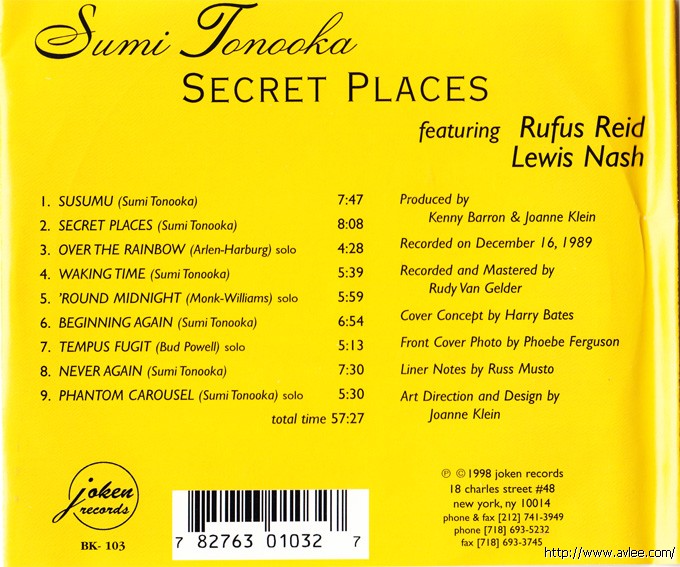 Sumi Tonooka
SECRET PLACES
featuring Rufus Reid
Lewis Nash
1. SUSUMU (Sumi Tonooka) 7:47
2. SECRET PLACES (Sumi Tonooka) 8:08
3. OVER THE RAINBOW (Arlen-Harburg) solo 4:28
4. WAKING TIME (Sumi Tonooka) 5:39
5. 'ROUND MIDNIGHT (Monk-Williams) solo 5:59
6. BEGINNING AGAIN (Sumi Tonooka) 6:54
7. TEMPUS FUGIT (Bud Powell) solo 5:13
8. NEVER AGAIN (Sumi Tonooka) 7:30
9. PHANTOM CAROUSEL (Sumi Tonooka) solo 5:30
total time 57:27
Produced by
Kenny Barron & Joanne Klein
Recorded on December 16, 1989
Recorded and Mastered by
Rudy Van Gelder
Cover Concept by Harry Bates
Front Cover Photo by Phoebe Ferguson
Liner Notes by Russ Musto
Art Direction and Design by
Joanne Klein
joken
records
BK- 103
7 82763 01032 7
℗ © 1998 joken records
18 charles street #48
new york, ny 10014
phone & fax [212] 741-3949
phone [718] 693-5232
fax [718] 693-3745
http://www.avlee.com/